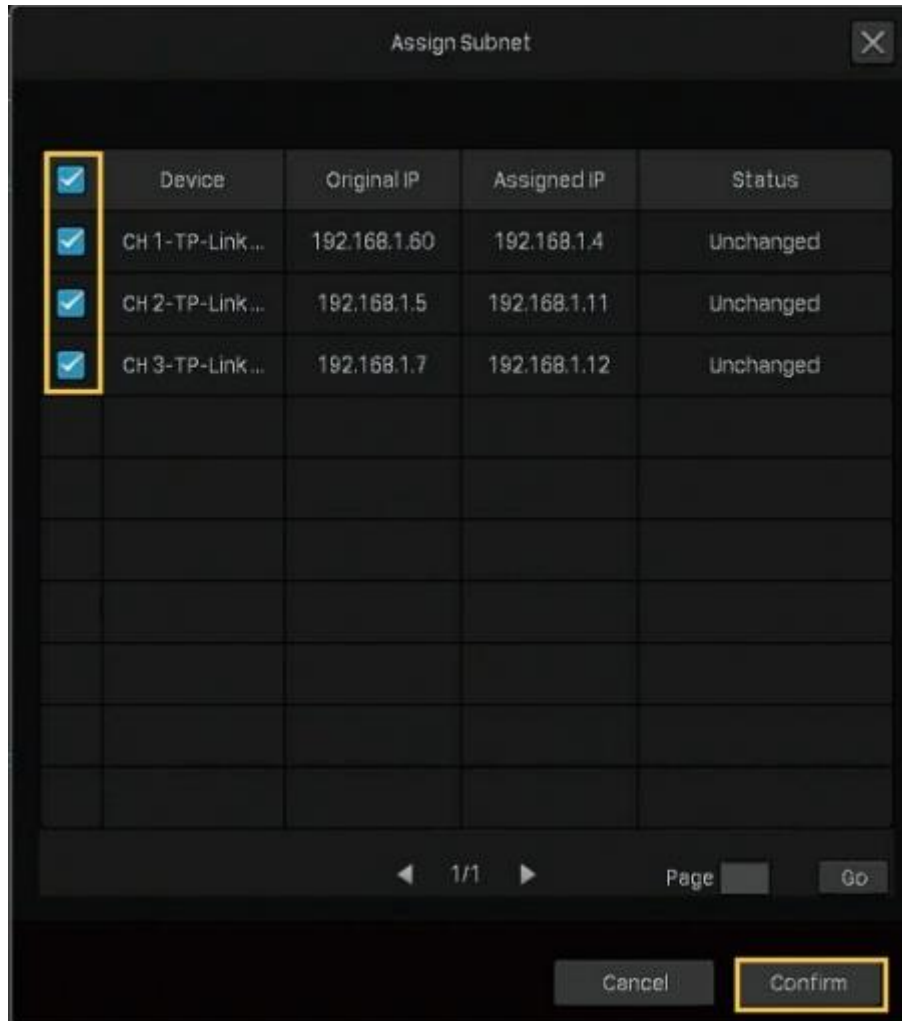 Assign Subnet
Device Original IP Assigned IP Status
CH 1-TP-Link ... 192.168.1.60 192.168.1.4 Unchanged
CH 2-TP-Link ... 192.168.1.5 192.168.1.11 Unchanged
CH 3-TP-Link ... 192.168.1.7 192.168.1.12 Unchanged
1/1 Page Go
Cancel Confirm